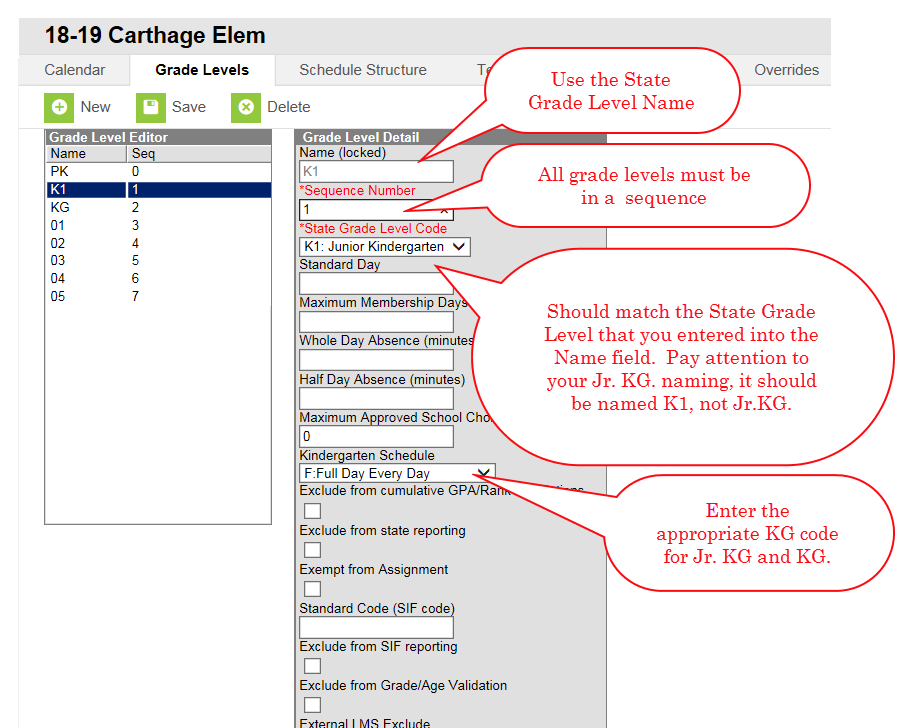 18-19 Carthage Elem
Calendar Grade Levels Schedule Structure Overrides
New Save Delete
Use the State
Grade Level Name
Grade Level Editor
Name Seq
PK 0
K1 1
KG 2
01 3
02 4
03 5
04 6
05 7
Grade Level Detail
Name (locked)
K1
*Sequence Number
1
All grade levels must be
in a sequence
*State Grade Level Code
K1: Junior Kindergarten
Standard Day
Maximum Membership Days
Whole Day Absence (minutes
Half Day Absence (minutes)
Maximum Approved School
0
Should match the State Grade
Level that you entered into the
Name field. Pay attention to
your Jr. KG. naming, it should
be named K1, not Jr.KG.
Kindergarten Schedule
F:Full Day Every Day
Exclude from cumulative GPA/Rank
Enter the
appropriate KG code
for Jr. KG and KG.
Exclude from state reporting
Exempt from Assignment
Standard Code (SIF code)
Exclude from SIF reporting
Exclude from Grade/Age Validation
External LMS Exclude